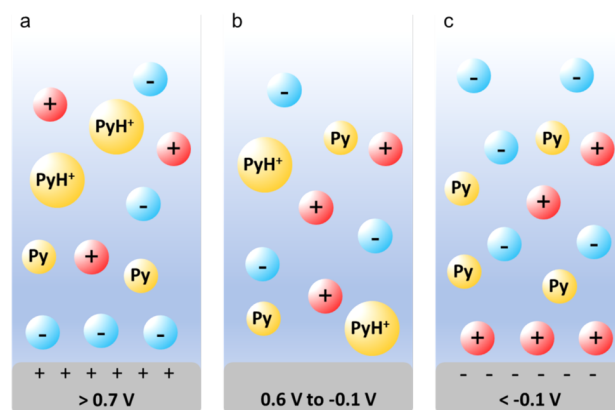 a
-
+
PyH⁺
+
PyH⁺
-
Py + Py
- - -
+ + + + + +
> 0.7 V
b
-
Py +
PyH⁺
+
-
-
+
Py PyH⁺
0.6 V to -0.1 V
c
- -
- Py +
Py
+
- -
Py
Py
+ + +
- - - - - -
< -0.1 V